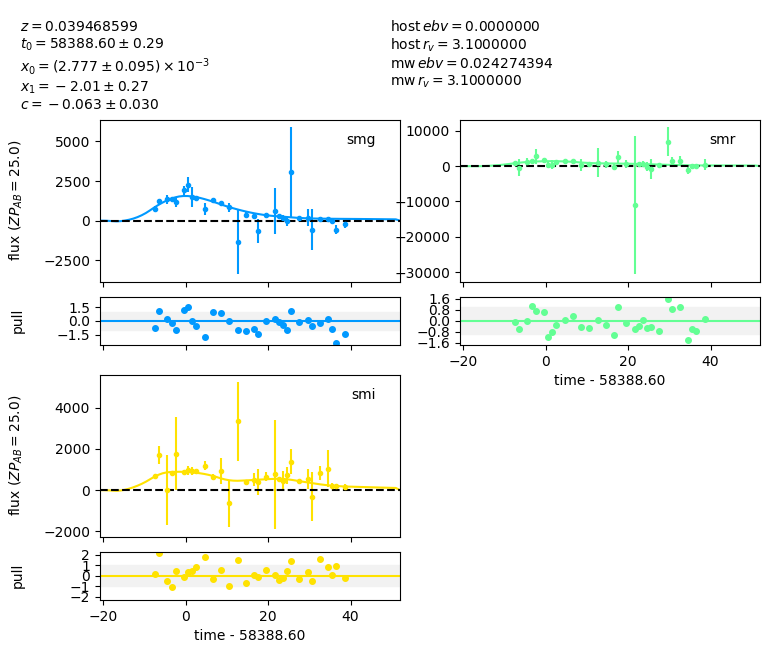 z = 0.039468599
t₀ = 58388.60 ± 0.29
x₀ = (2.777 ± 0.095) × 10⁻³
x₁ = −2.01 ± 0.27
c = −0.063 ± 0.030
host ebv = 0.0000000
host r_v = 3.1000000
mw ebv = 0.024274394
mw r_v = 3.1000000
smg
flux (ZP_AB = 25.0)
5000
2500
0
−2500
smr
10000
0
−10000
−20000
−30000
pull
1.5
0.0
−1.5
1.6
0.8
0.0
−0.8
−1.6
−20
0
20
40
time - 58388.60
smi
flux (ZP_AB = 25.0)
4000
2000
0
−2000
pull
2
1
0
−1
−2
−20
0
20
40
time - 58388.60